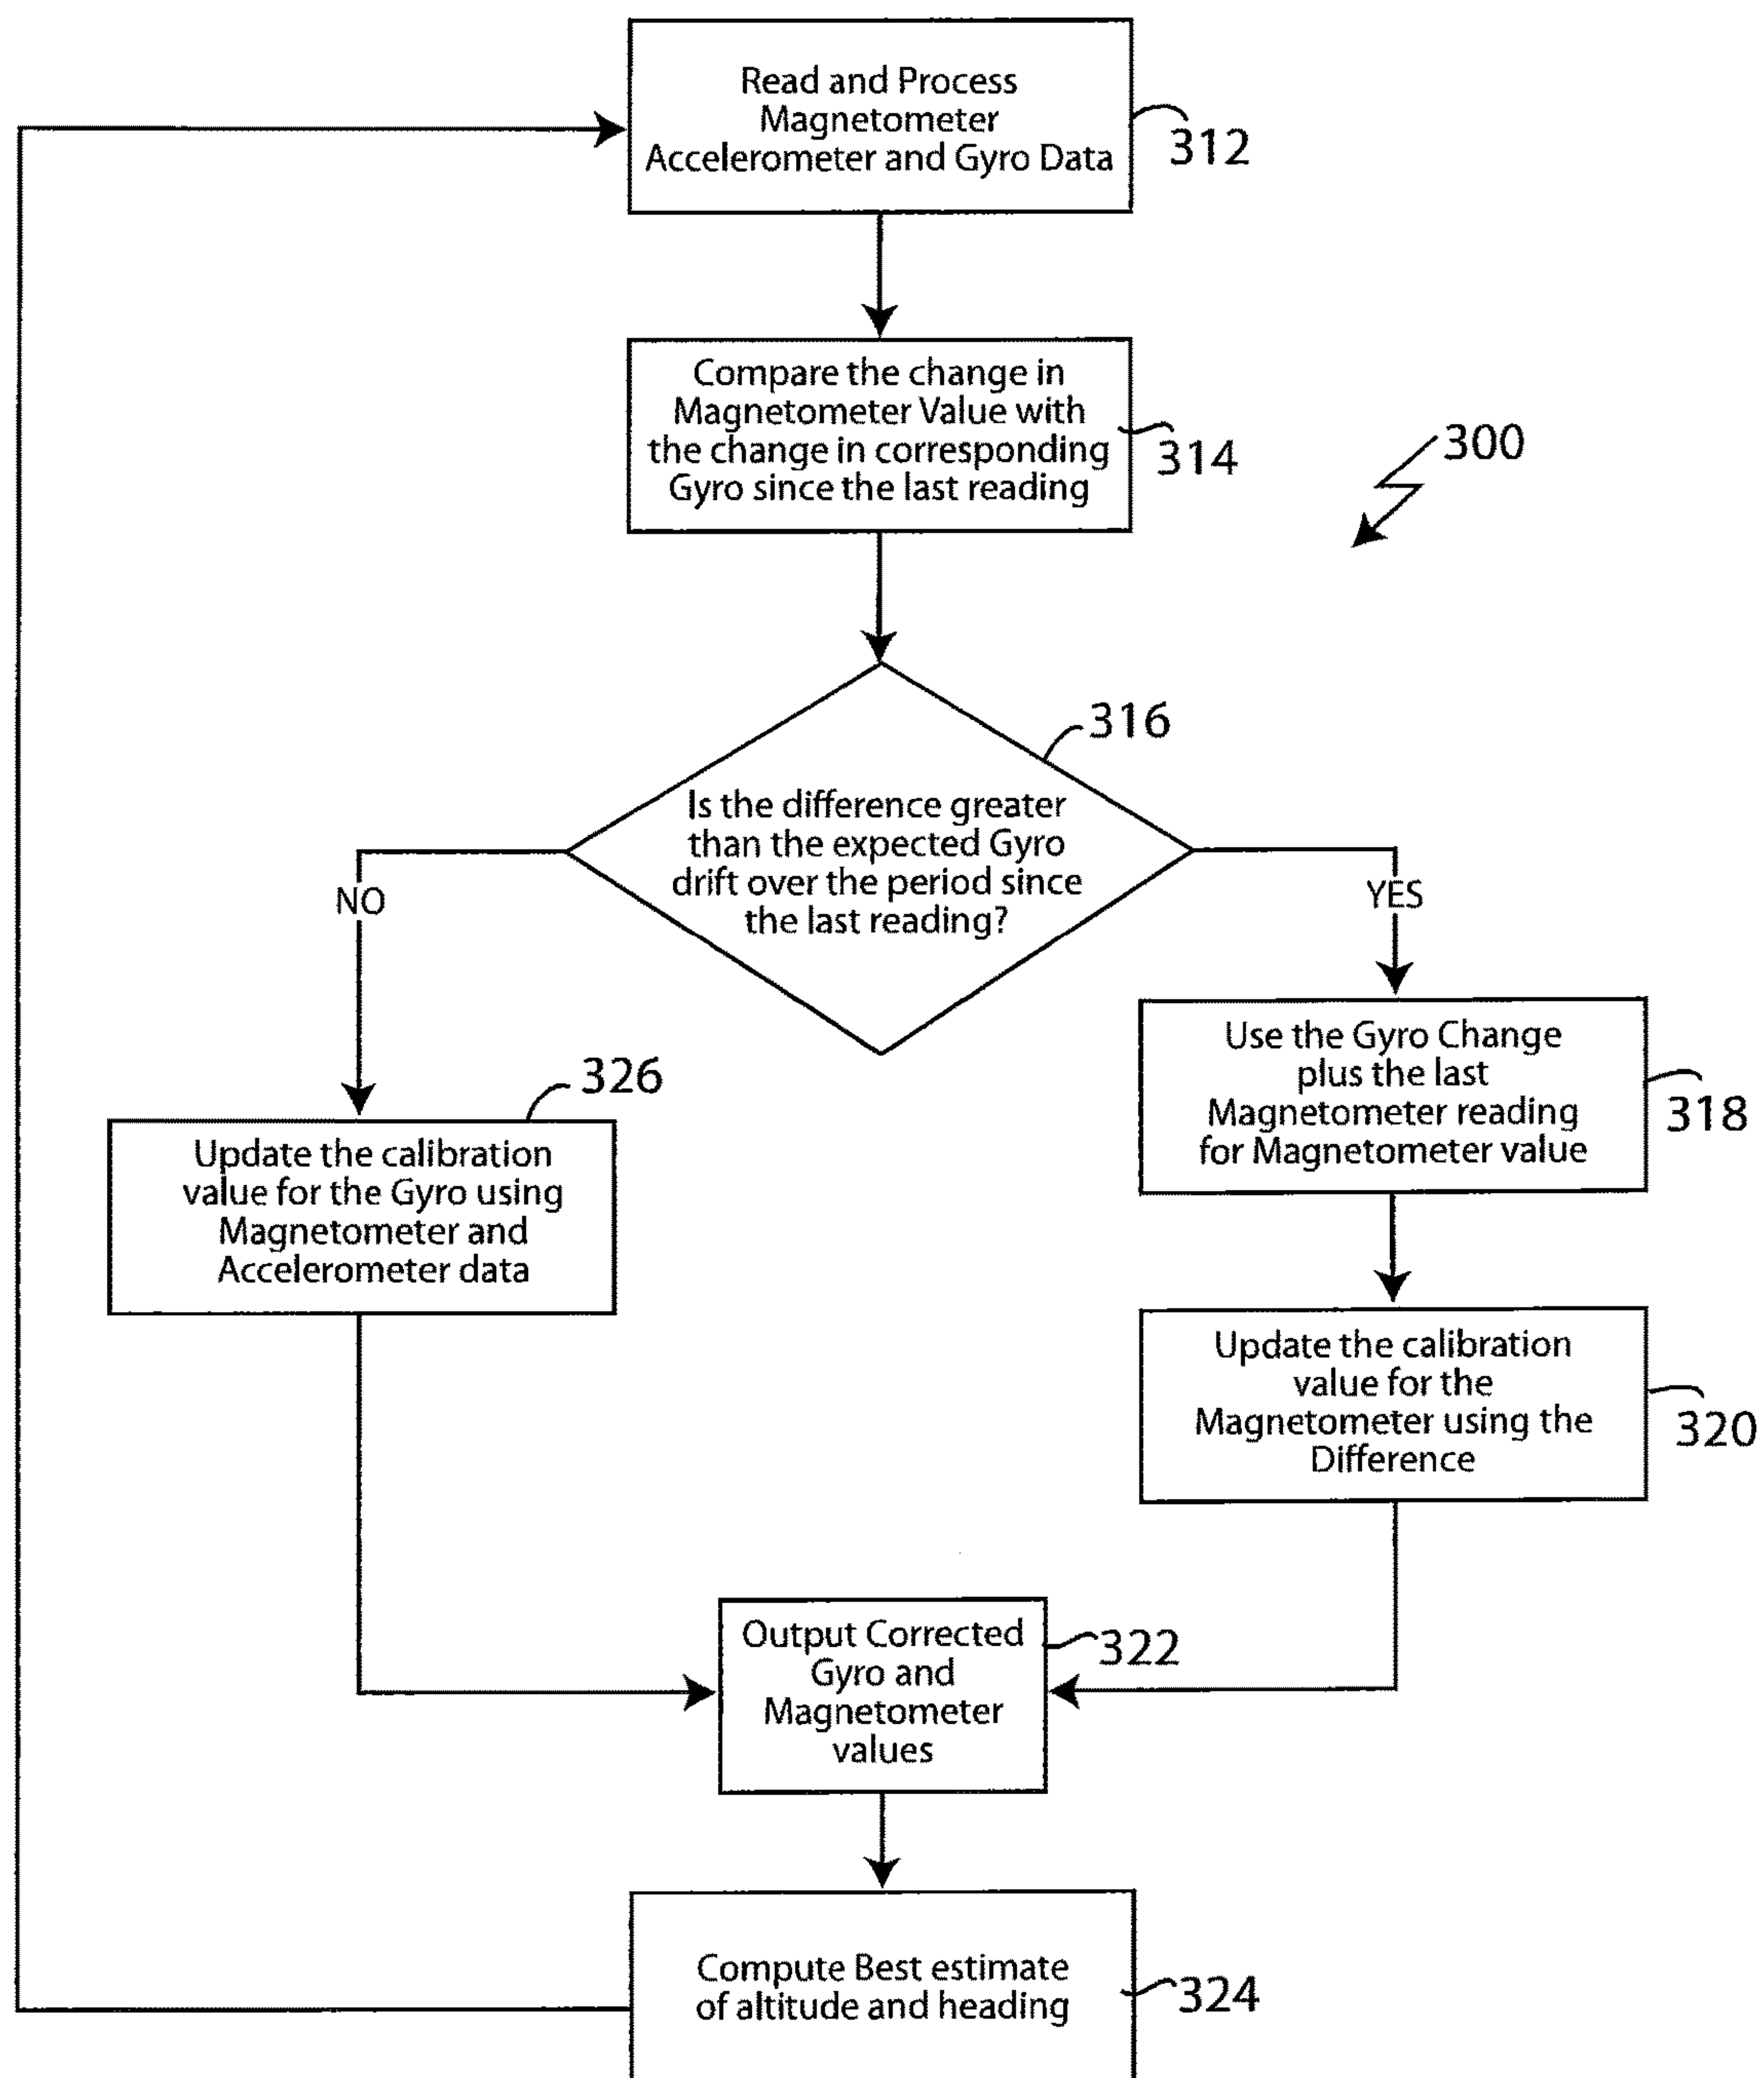 Read and Process
Magnetometer
Accelerometer and Gyro Data
312
Compare the change in
Magnetometer Value with
the change in corresponding
Gyro since the last reading
314
300
316
Is the difference greater
than the expected Gyro
drift over the period since
the last reading?
NO
YES
326
Update the calibration
value for the Gyro using
Magnetometer and
Accelerometer data
Use the Gyro Change
plus the last
Magnetometer reading
for Magnetometer value
318
Update the calibration
value for the
Magnetometer using the
Difference
320
Output Corrected
Gyro and
Magnetometer
values
322
Compute Best estimate
of altitude and heading
324